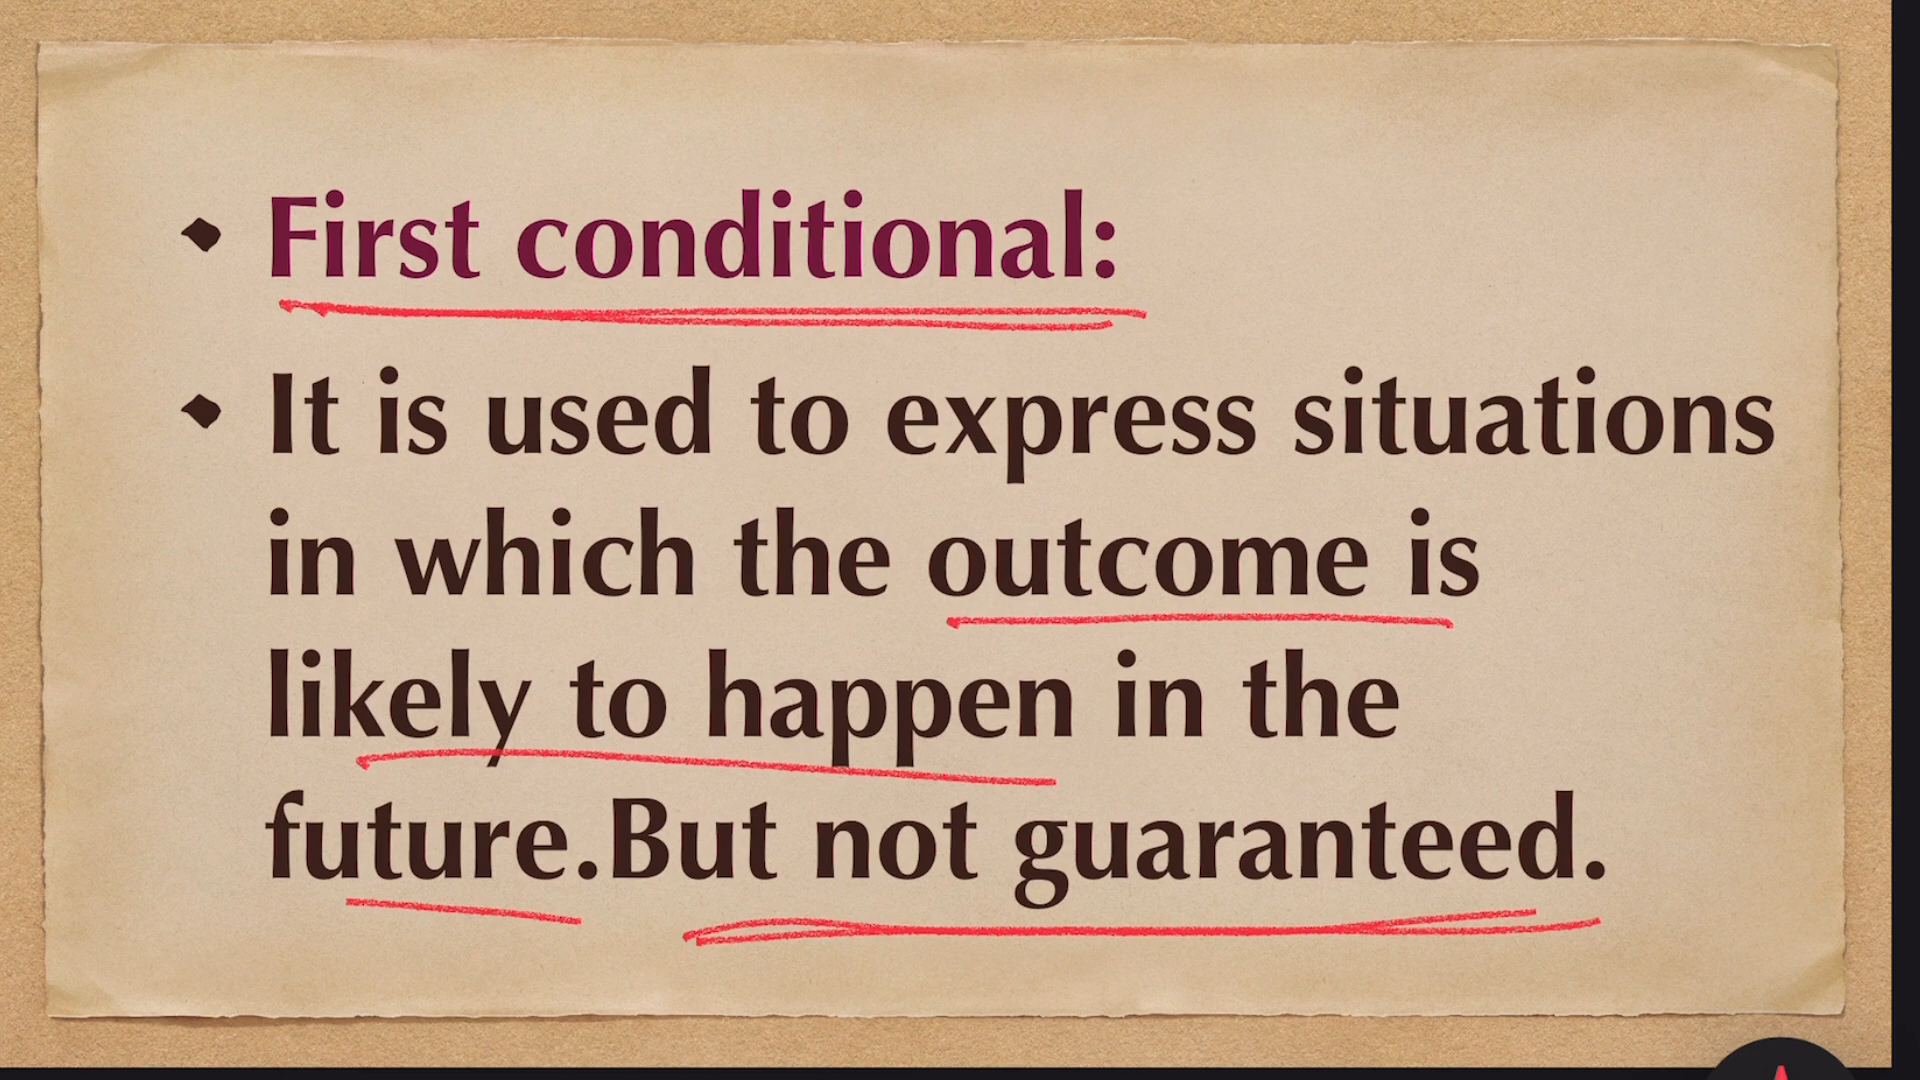 First conditional:
It is used to express situations
in which the outcome is
likely to happen in the
future.But not guaranteed.